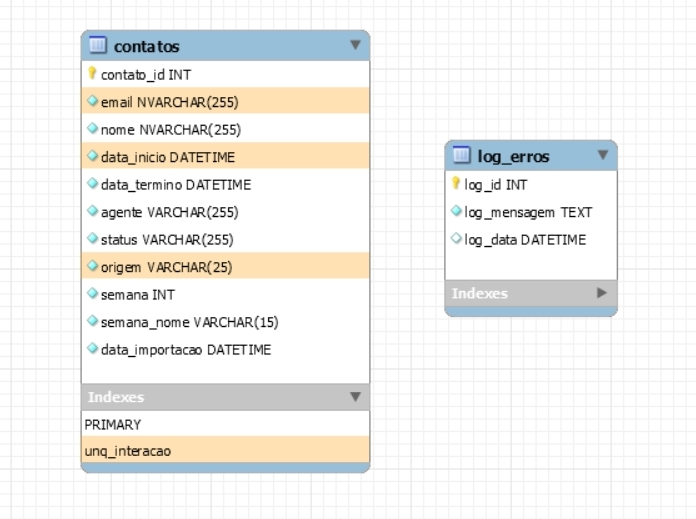 contatos
contato_id INT
email NVARCHAR(255)
nome NVARCHAR(255)
data_inicio DATETIME
data_termino DATETIME
agente VARCHAR(255)
status VARCHAR(255)
origem VARCHAR(25)
semana INT
semana_nome VARCHAR(15)
data_importacao DATETIME
Indexes
PRIMARY
unq_interacao
log_erros
log_id INT
log_mensagem TEXT
log_data DATETIME
Indexes